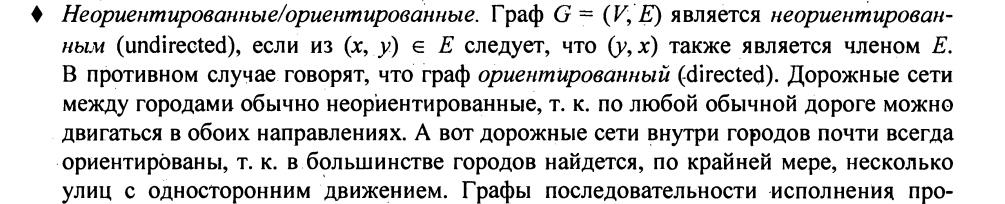 ♦ Неориентированные/ориентированные. Граф G = (V, E) является неориентирован-
ным (undirected), если из (x, y) ∈ E следует, что (y, x) также является членом E.
В противном случае говорят, что граф ориентированный (directed). Дорожные сети
между городами обычно неориентированные, т. к. по любой обычной дороге можно
двигаться в обоих направлениях. А вот дорожные сети внутри городов почти всегда
ориентированы, т. к. в большинстве городов найдется, по крайней мере, несколько
улиц с односторонним движением. Графы последовательности исполнения про-